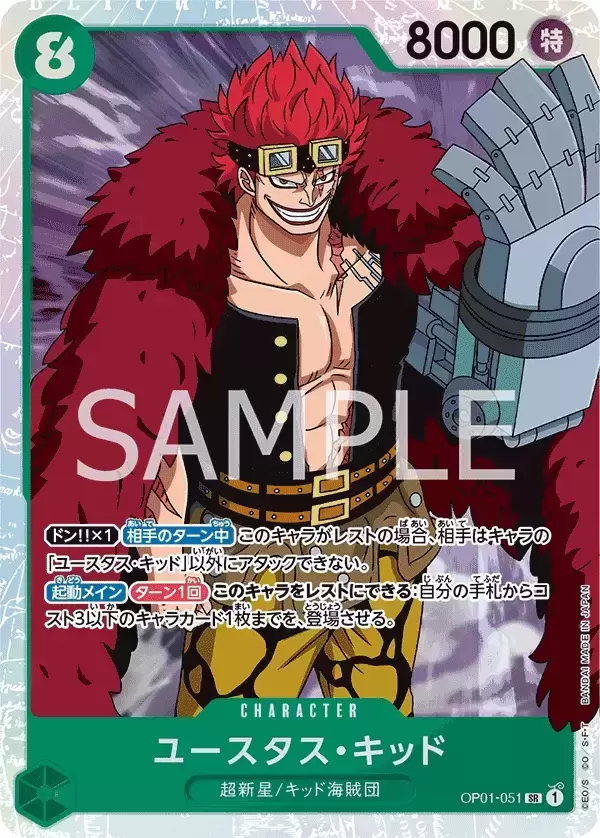 8
8000
特
SAMPLE
ドン!!×1 相手のターン中 このキャラがレストの場合、相手はキャラの
「ユースタス・キッド」以外にアタックできない。
起動メイン ターン1回 このキャラをレストにできる:自分の手札からコ
スト3以下のキャラカード1枚までを、登場させる。
CHARACTER
ユースタス・キッド
超新星/キッド海賊団
OP01-051 SR 1
©E/S ©O/S・F・T BANDAI MADE IN JAPAN